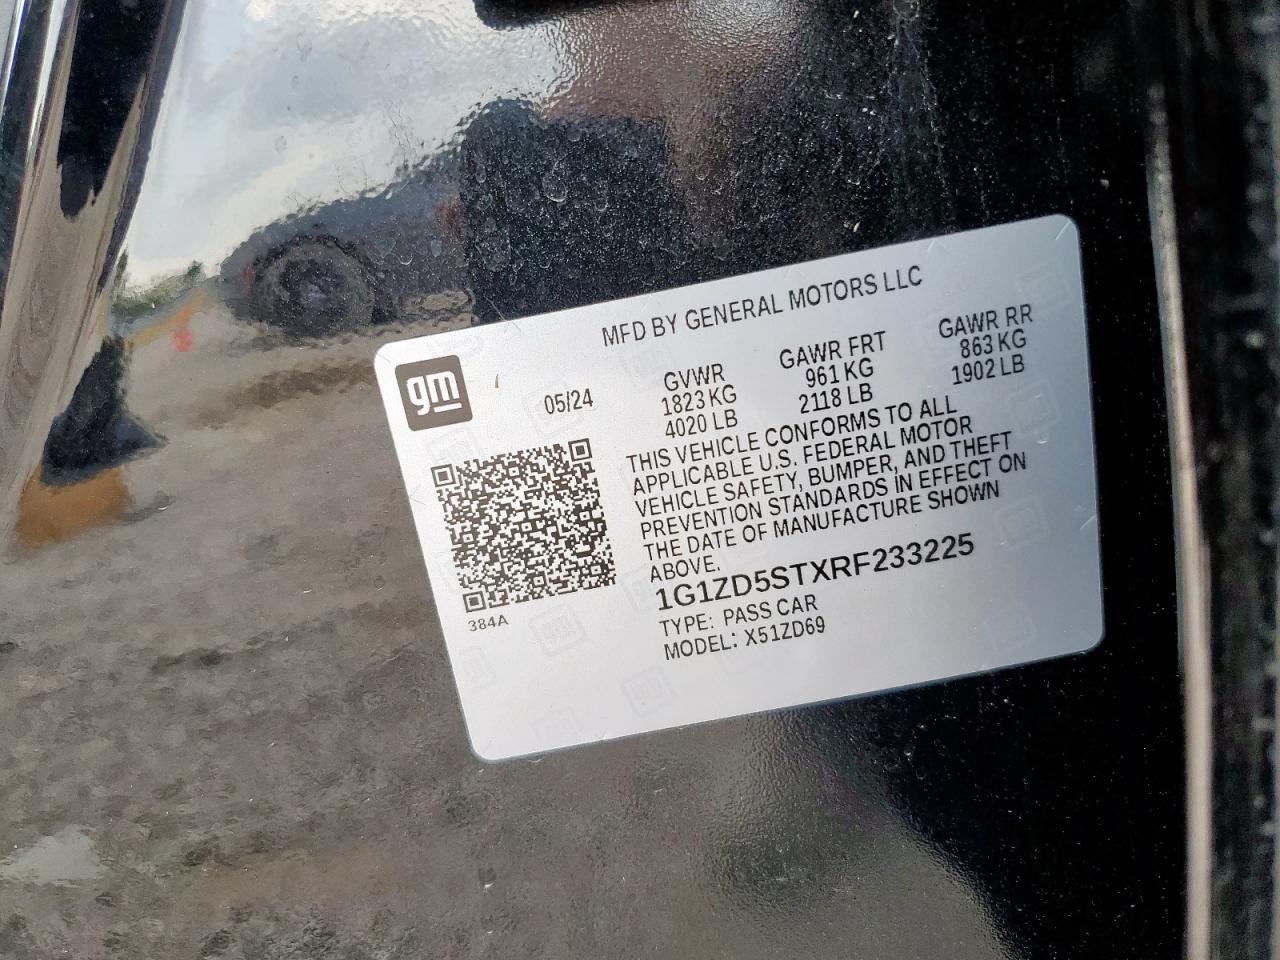 MFD BY GENERAL MOTORS LLC
gm
05/24
GVWR
1823 KG
4020 LB
GAWR FRT
961 KG
2118 LB
GAWR RR
863 KG
1902 LB
THIS VEHICLE CONFORMS TO ALL
APPLICABLE U.S. FEDERAL MOTOR
VEHICLE SAFETY, BUMPER, AND THEFT
PREVENTION STANDARDS IN EFFECT ON
THE DATE OF MANUFACTURE SHOWN
ABOVE.
1G1ZD5STXRF233225
TYPE: PASS CAR
MODEL: X51ZD69
384A